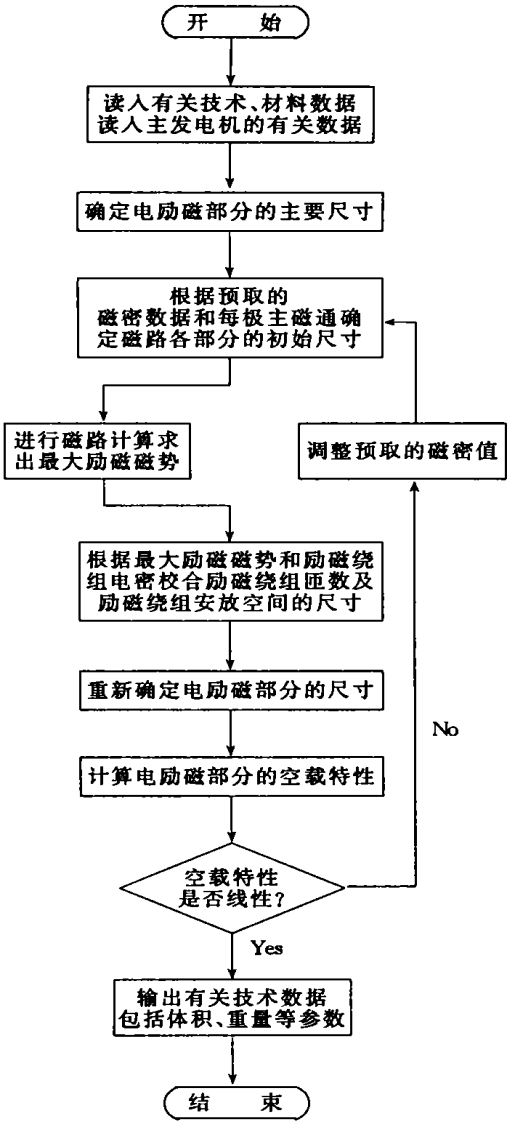 开 始
读入有关技术、材料数据
读人主发电机的有关数据
确定电励磁部分的主要尺寸
根据预取的
磁密数据和每极主磁通确
定磁路各部分的初始尺寸
进行磁路计算求
出最大励磁磁势
调整预取的磁密值
根据最大励磁磁势和励磁绕
组电密校合励磁绕组匝数及
励磁绕组安放空间的尺寸
重新确定电励磁部分的尺寸
No
计算电励磁部分的空载特性
空载特性
是否线性?
Yes
输出有关技术数据
包括体积、重量等参数
结 束